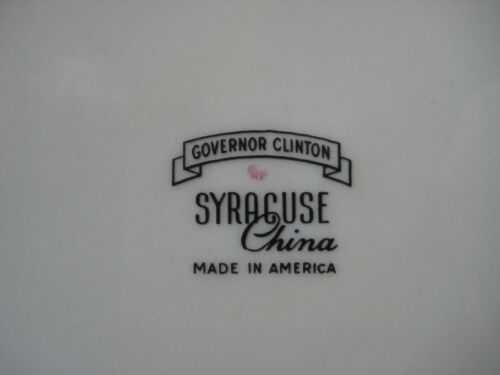 GOVERNOR CLINTON
SYRACUSE
China
MADE IN AMERICA